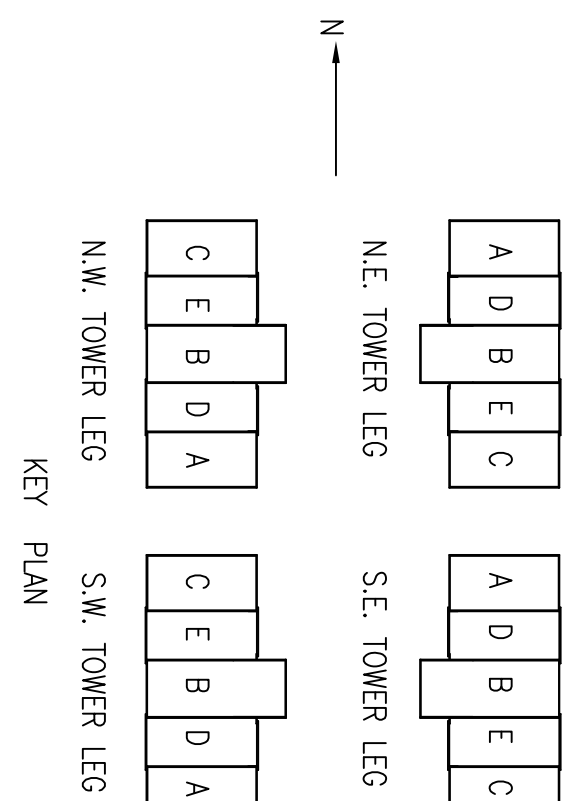 N
A D B E C
A D B E C
N.E. TOWER LEG
S.E. TOWER LEG
C E B D A
C E B D A
N.W. TOWER LEG
S.W. TOWER LEG
KEY PLAN